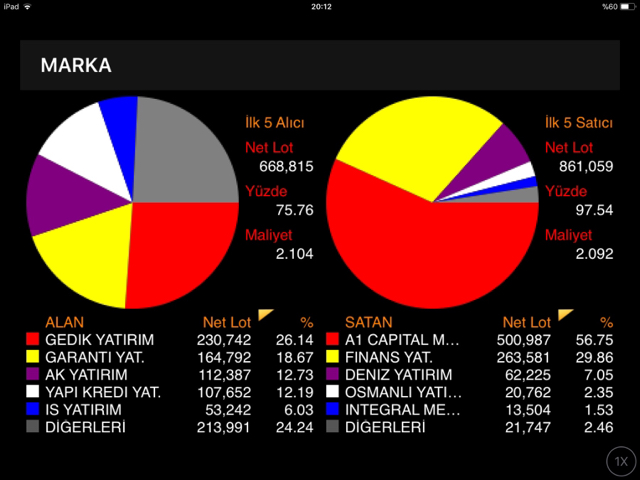 iPad 20:12 %60
MARKA
İlk 5 Alıcı
Net Lot
668,815
Yüzde
75.76
Maliyet
2.104
İlk 5 Satıcı
Net Lot
861,059
Yüzde
97.54
Maliyet
2.092
ALAN Net Lot %
GEDIK YATIRIM 230,742 26.14
GARANTI YAT. 164,792 18.67
AK YATIRIM 112,387 12.73
YAPI KREDI YAT. 107,652 12.19
IS YATIRIM 53,242 6.03
DİĞERLERİ 213,991 24.24
SATAN Net Lot %
A1 CAPITAL M... 500,987 56.75
FINANS YAT. 263,581 29.86
DENIZ YATIRIM 62,225 7.05
OSMANLI YATI... 20,762 2.35
INTEGRAL ME... 13,504 1.53
DİĞERLERİ 21,747 2.46
1X